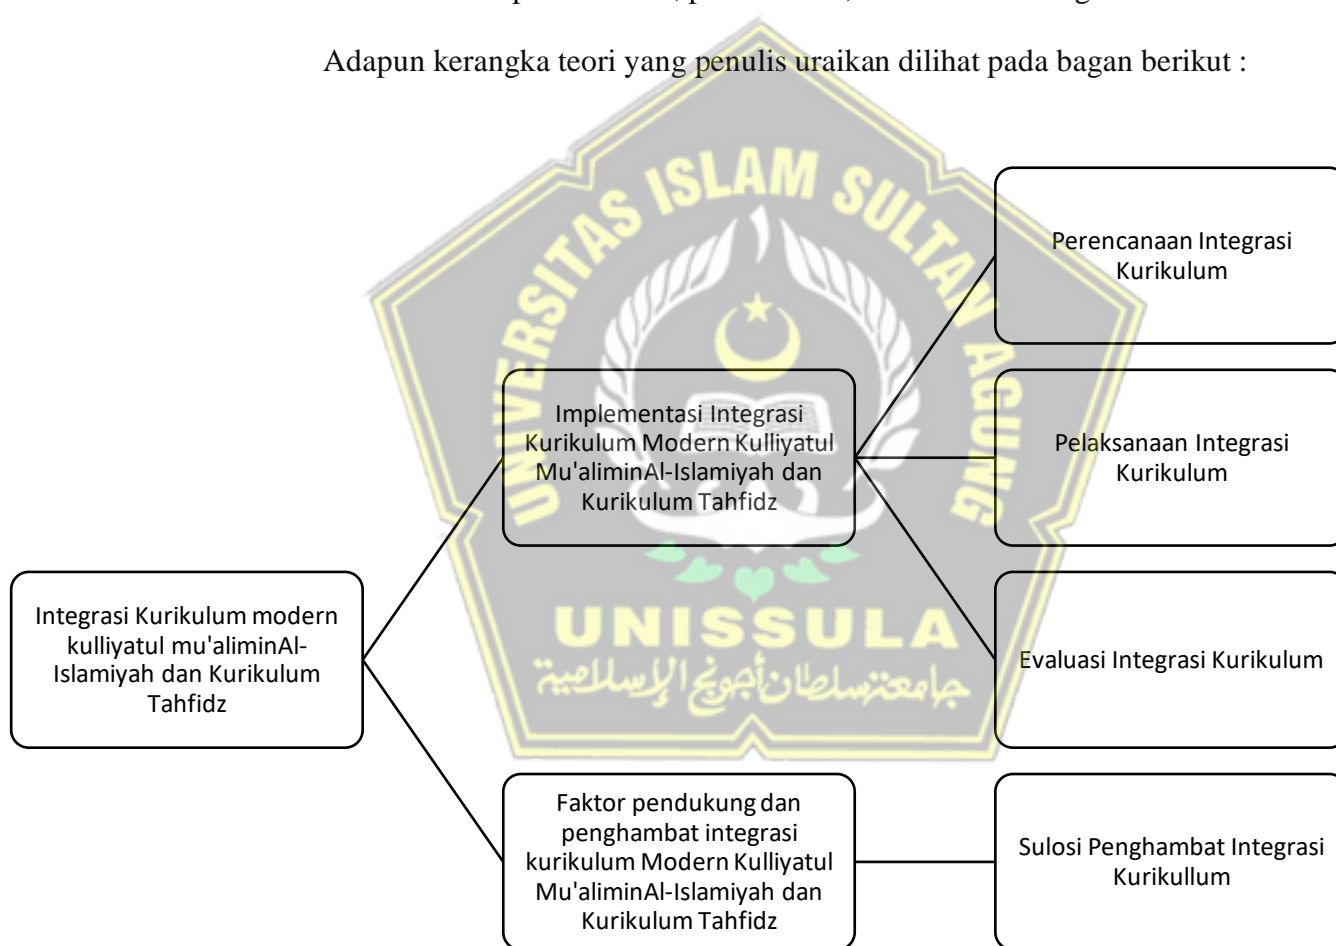 Adapun kerangka teori yang penulis uraikan dilihat pada bagan berikut :
UNIVERSITAS ISLAM SULTAN AGUNG
UNISSULA
جامعة سلطان أجونج الإسلامية
Integrasi Kurikulum modern
kulliyatul mu'aliminAl-
Islamiyah dan Kurikulum
Tahfidz
Implementasi Integrasi
Kurikulum Modern Kulliyatul
Mu'aliminAl-Islamiyah dan
Kurikulum Tahfidz
Perencanaan Integrasi
Kurikulum
Pelaksanaan Integrasi
Kurikulum
Evaluasi Integrasi Kurikulum
Faktor pendukung dan
penghambat integrasi
kurikulum Modern Kulliyatul
Mu'aliminAl-Islamiyah dan
Kurikulum Tahfidz
Sulosi Penghambat Integrasi
Kurikullum